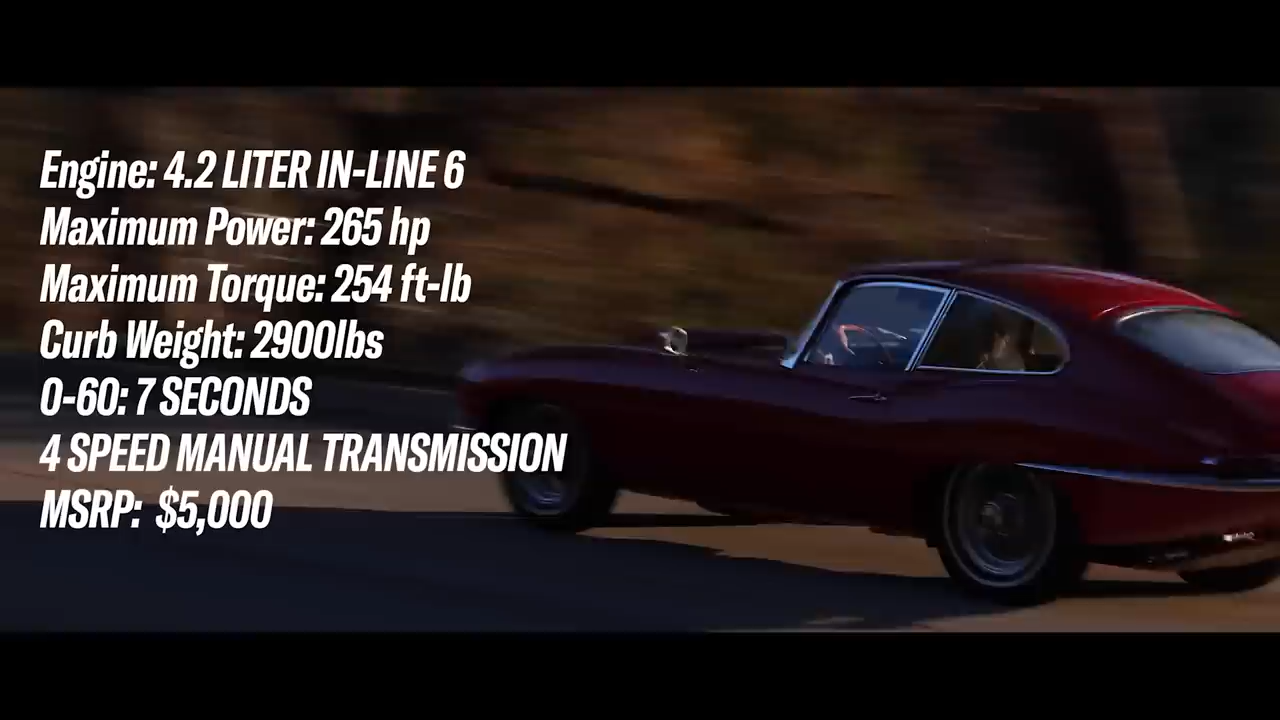 Engine: 4.2 LITER IN-LINE 6
Maximum Power: 265 hp
Maximum Torque: 254 ft-lb
Curb Weight: 2900lbs
0-60: 7 SECONDS
4 SPEED MANUAL TRANSMISSION
MSRP: $5,000